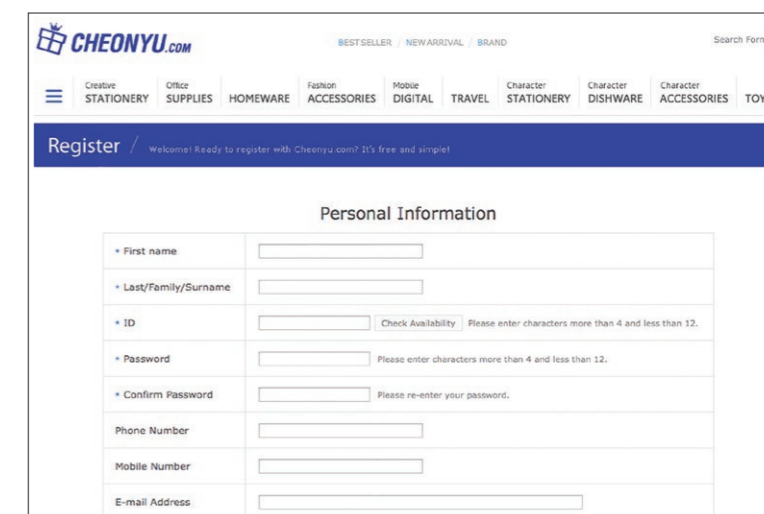 CHEONYU.COM
BEST SELLER / NEW ARRIVAL / BRAND
Search Form
Creative STATIONERY
Office SUPPLIES
HOMEWARE
Fashion ACCESSORIES
Mobile DIGITAL
TRAVEL
Character STATIONERY
Character DISHWARE
Character ACCESSORIES
TOY
Register / Welcome! Ready to register with Cheonyu.com? It's free and simple!
Personal Information
* First name
* Last/Family/Surname
* ID Check Availability Please enter characters more than 4 and less than 12.
* Password Please enter characters more than 4 and less than 12.
* Confirm Password Please re-enter your password.
Phone Number
Mobile Number
E-mail Address